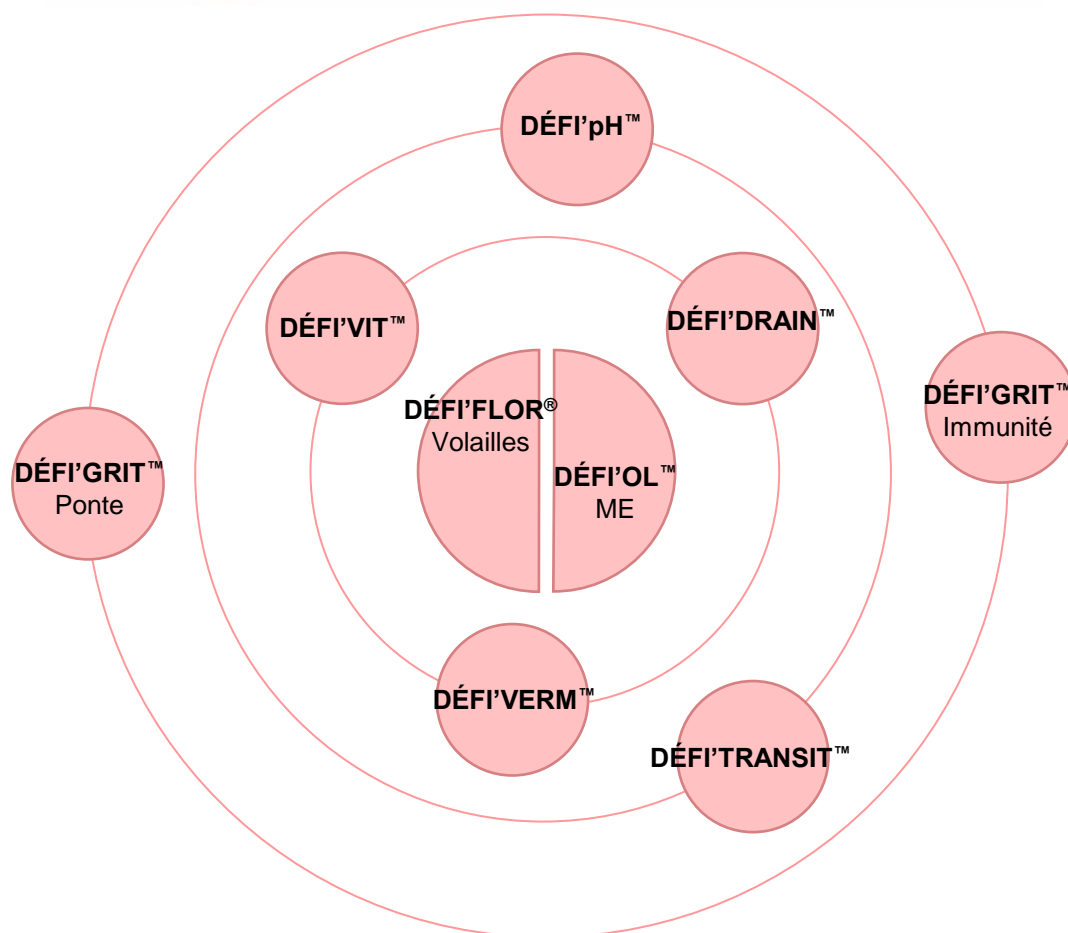 DÉFI’pH™
DÉFI’VIT™
DÉFI’DRAIN™
DÉFI’FLOR®
Volailles
DÉFI’OL™
ME
DÉFI’GRIT™
Immunité
DÉFI’GRIT™
Ponte
DÉFI’VERM™
DÉFI’TRANSIT™